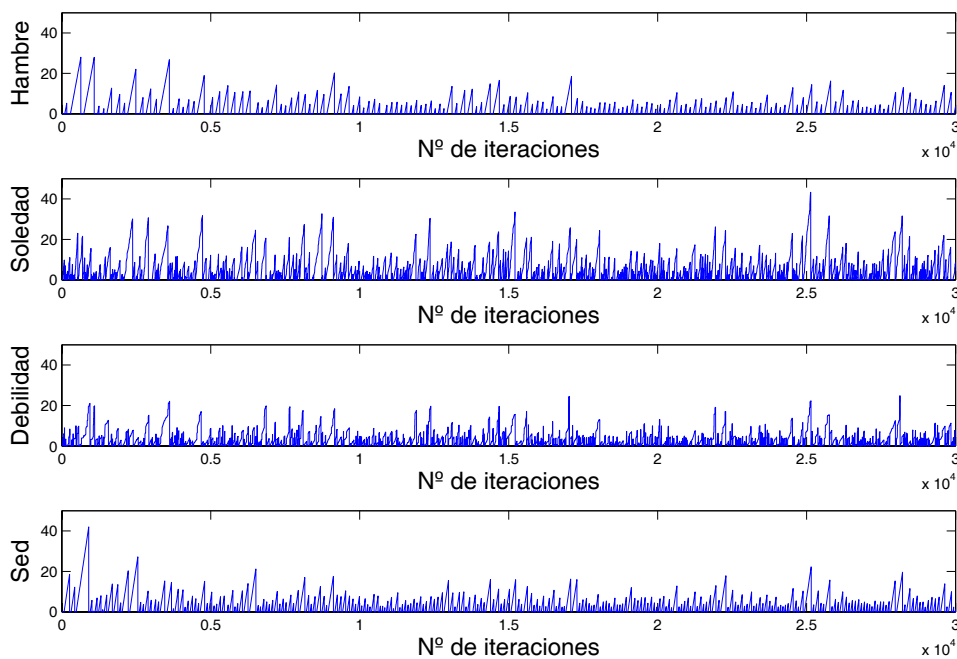 Hambre
40
20
0
0 0.5 1 1.5 2 2.5 3
Nº de iteraciones
x 10⁴
Soledad
40
20
0
0 0.5 1 1.5 2 2.5 3
Nº de iteraciones
x 10⁴
Debilidad
40
20
0
0 0.5 1 1.5 2 2.5 3
Nº de iteraciones
x 10⁴
Sed
40
20
0
0 0.5 1 1.5 2 2.5 3
Nº de iteraciones
x 10⁴